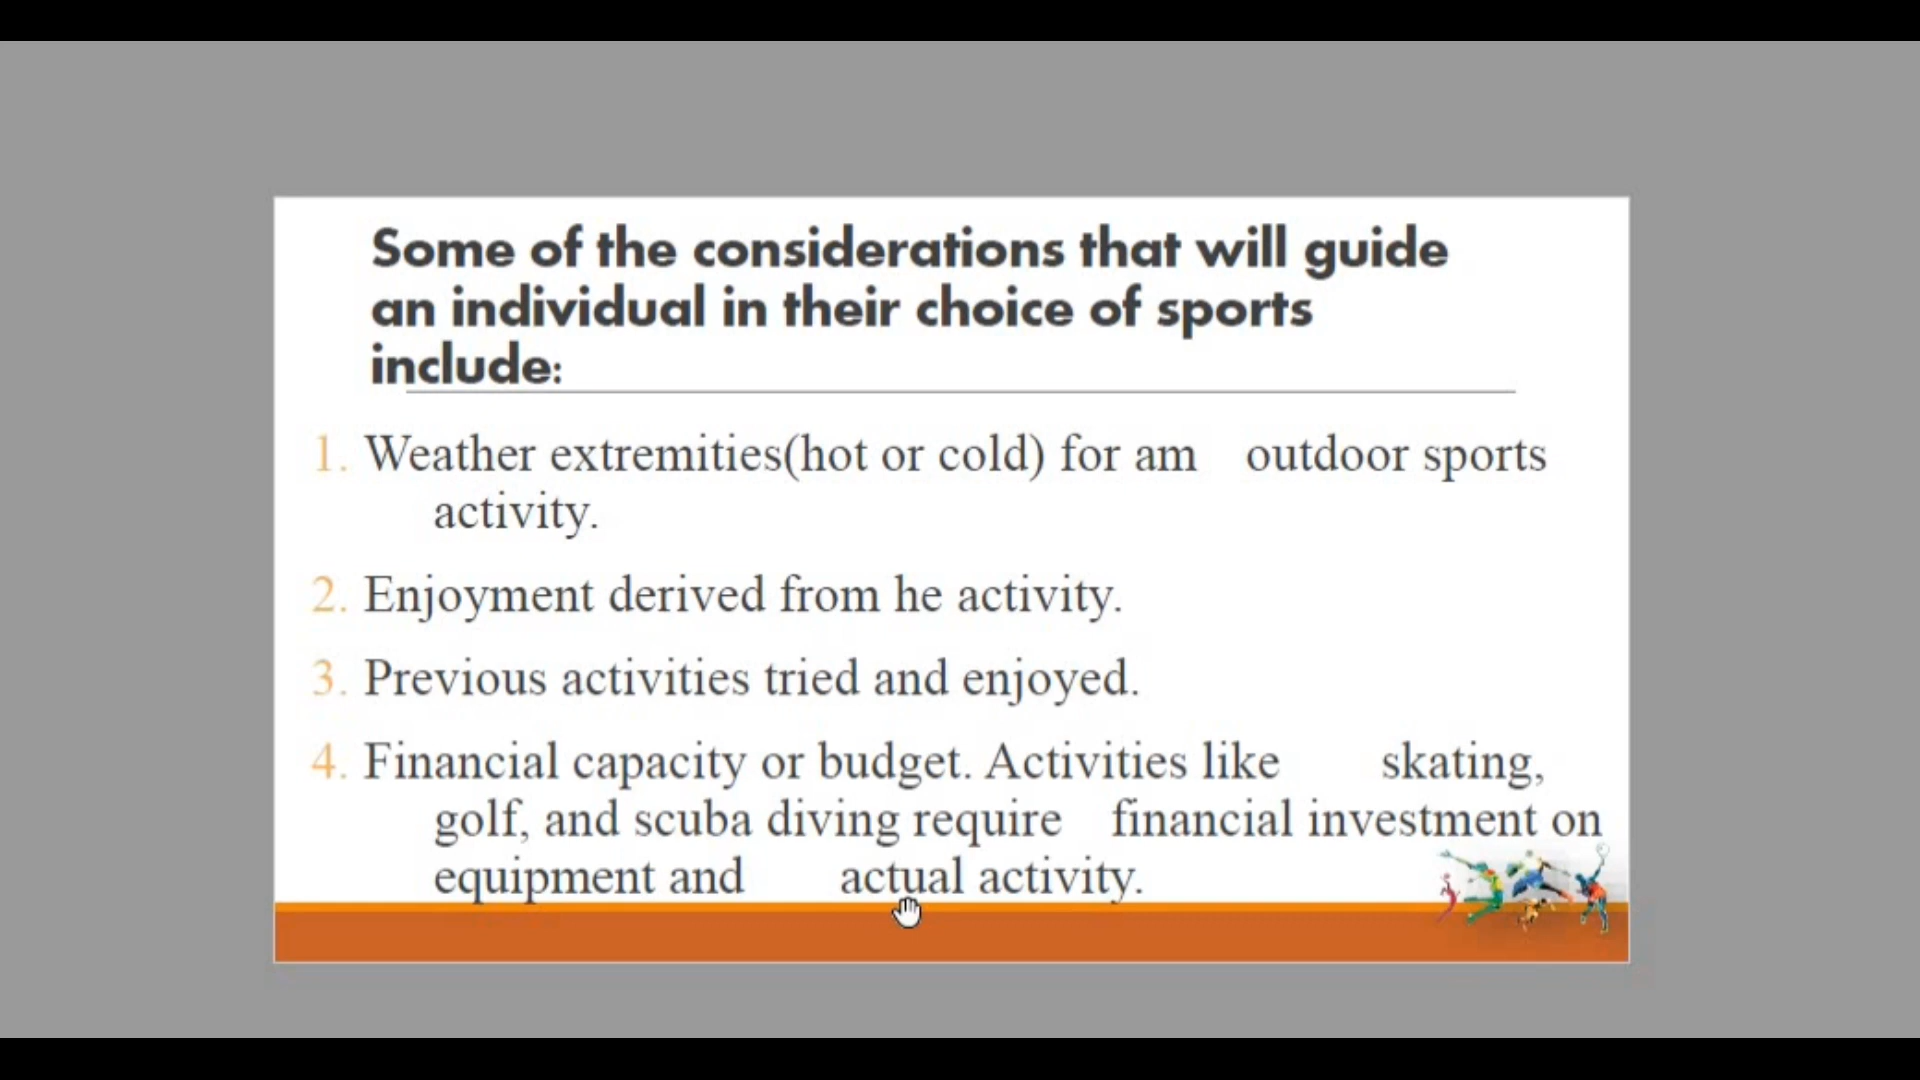 Some of the considerations that will guide
an individual in their choice of sports
include:
1. Weather extremities(hot or cold) for am outdoor sports
activity.
2. Enjoyment derived from he activity.
3. Previous activities tried and enjoyed.
4. Financial capacity or budget. Activities like skating,
golf, and scuba diving require financial investment on
equipment and actual activity.